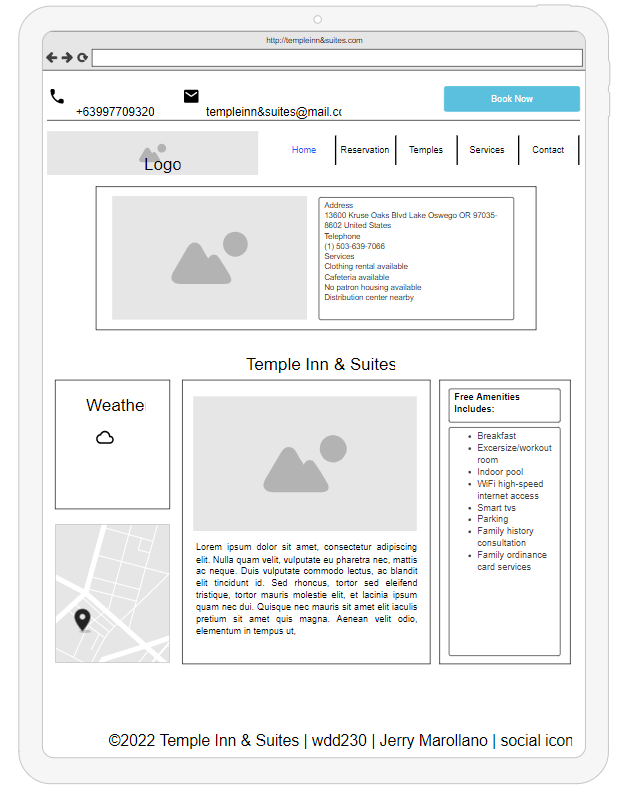 http://templeinn&suites.com
+63997709320
templeinn&suites@mail.co
Book Now
Logo
Home
Reservation
Temples
Services
Contact
Address
13600 Kruse Oaks Blvd Lake Oswego OR 97035-
8602 United States
Telephone
(1) 503-639-7066
Services
Clothing rental available
Cafeteria available
No patron housing available
Distribution center nearby
Temple Inn & Suites
Weather
Lorem ipsum dolor sit amet, consectetur adipiscing
elit. Nulla quam velit, vulputate eu pharetra nec, mattis
ac neque. Duis vulputate commodo lectus, ac blandit
elit tincidunt id. Sed rhoncus, tortor sed eleifend
tristique, tortor mauris molestie elit, et lacinia ipsum
quam nec dui. Quisque nec mauris sit amet elit iaculis
pretium sit amet quis magna. Aenean velit odio,
elementum in tempus ut,
Free Amenities
Includes:
• Breakfast
• Excersize/workout
room
• Indoor pool
• WiFi high-speed
internet access
• Smart tvs
• Parking
• Family history
consultation
• Family ordinance
card services
©2022 Temple Inn & Suites | wdd230 | Jerry Marollano | social icon